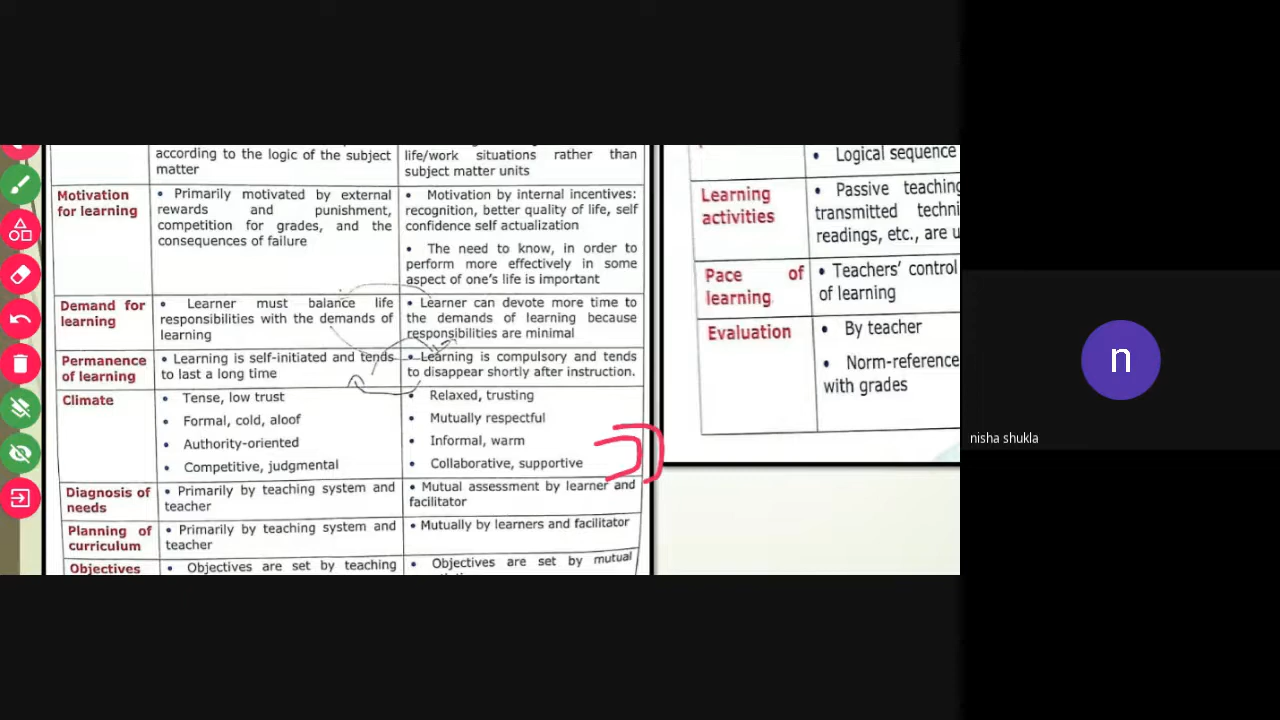 according to the logic of the subject
matter
life/work situations rather than
subject matter units
Motivation
for learning
• Primarily motivated by external
rewards and punishment,
competition for grades, and the
consequences of failure
• Motivation by internal incentives:
recognition, better quality of life, self
confidence self actualization
• The need to know, in order to
perform more effectively in some
aspect of one's life is important
Demand for
learning
• Learner must balance life
responsibilities with the demands of
learning
• Learner can devote more time to
the demands of learning because
responsibilities are minimal
Permanence
of learning
• Learning is self-initiated and tends
to last a long time
• Learning is compulsory and tends
to disappear shortly after instruction.
Climate
• Tense, low trust
• Formal, cold, aloof
• Authority-oriented
• Competitive, judgmental
• Relaxed, trusting
• Mutually respectful
• Informal, warm
• Collaborative, supportive
Diagnosis of
needs
• Primarily by teaching system and
teacher
• Mutual assessment by learner and
facilitator
Planning of
curriculum
• Primarily by teaching system and
teacher
• Mutually by learners and facilitator
Objectives
• Objectives are set by teaching
• Objectives are set by mutual
• Logical sequence
Learning
activities
• Passive teaching
transmitted techni
readings, etc., are u
Pace of
learning
• Teachers' control
of learning
Evaluation
• By teacher
• Norm-reference
with grades
n
nisha shukla